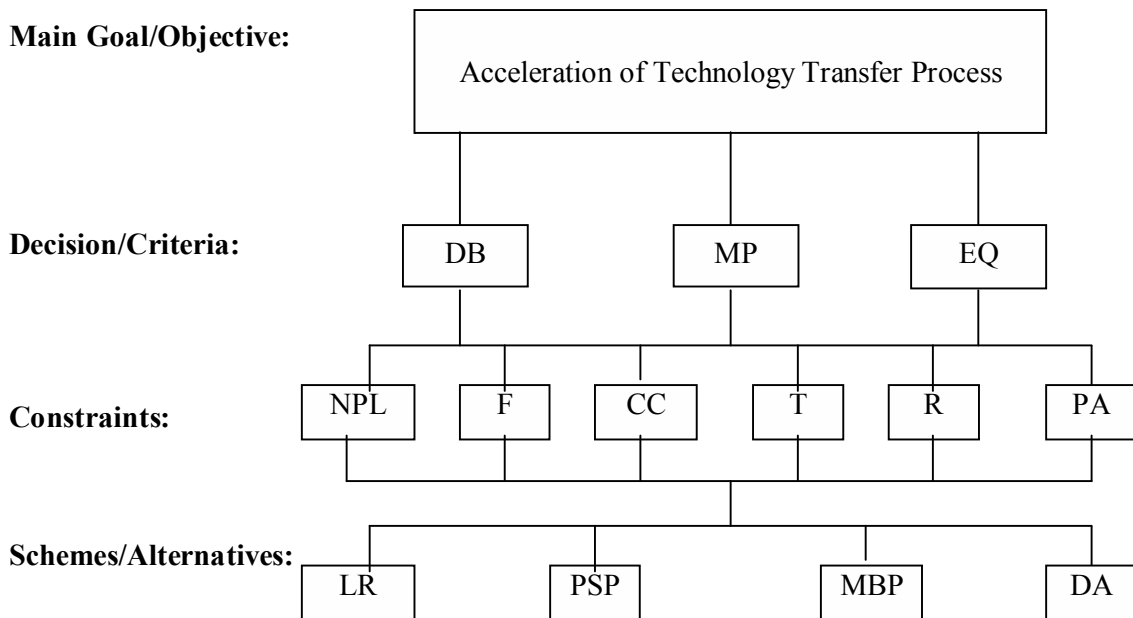 Main Goal/Objective:
Acceleration of Technology Transfer Process
Decision/Criteria:
DB MP EQ
Constraints:
NPL F CC T R PA
Schemes/Alternatives:
LR PSP MBP DA